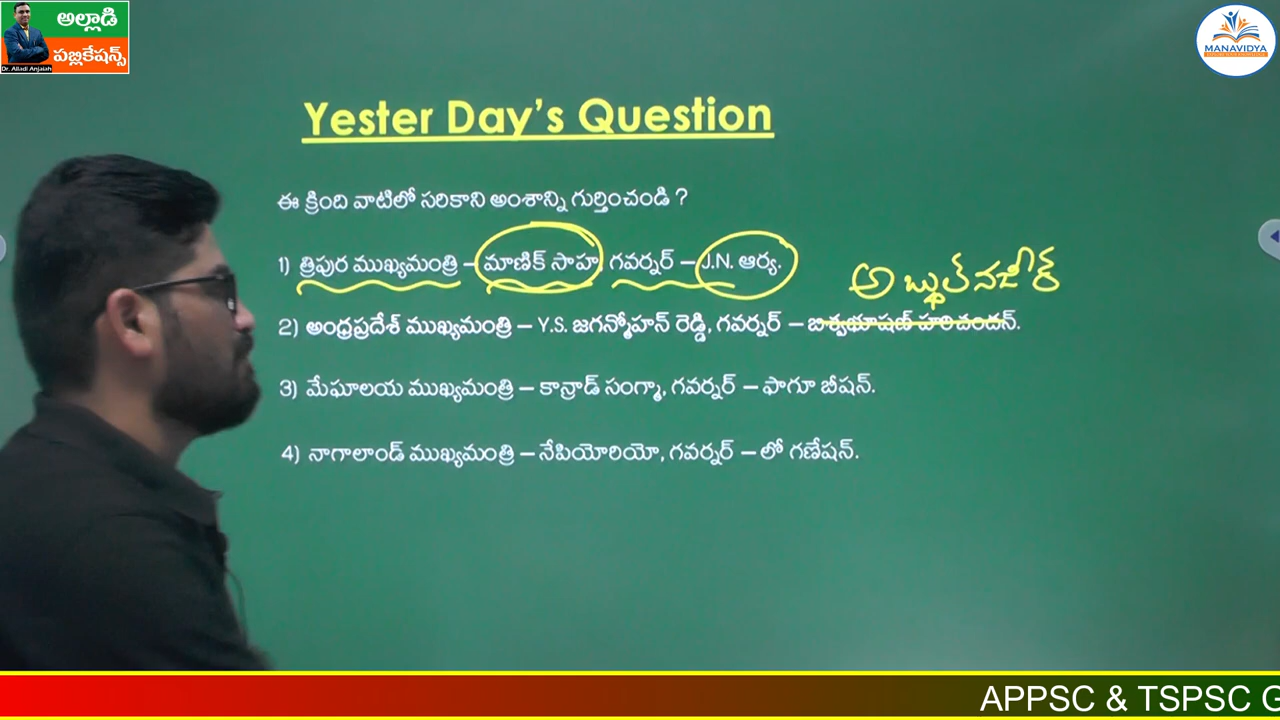 అల్లాడి
పబ్లికేషన్స్
Dr. Alladi Anjaiah
MANAVIDYA
Yester Day's Question
ఈ క్రింది వాటిలో సరికాని అంశాన్ని గుర్తించండి ?
1) త్రిపుర ముఖ్యమంత్రి – మాణిక్ సాహ గవర్నర్ – J.N. ఆర్య.
అబ్దుల్ నజీర్
2) అంధ్రప్రదేశ్ ముఖ్యమంత్రి – Y.S. జగన్మోహన్ రెడ్డి, గవర్నర్ – బిశ్వభూషణ్ హరిచందన్.
3) మేఘాలయ ముఖ్యమంత్రి – కాన్రాడ్ సంగ్మా, గవర్నర్ – ఫాగూ బీషన్.
4) నాగాలాండ్ ముఖ్యమంత్రి – నేపియోరియో, గవర్నర్ – లో గణేషన్.
APPSC & TSPSC G